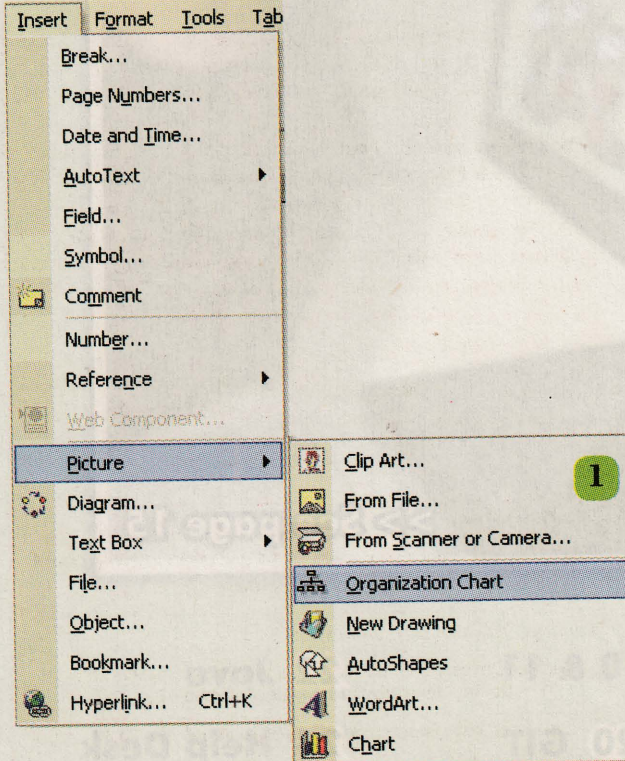 Insert Format Tools Tab
Break...
Page Numbers...
Date and Time...
AutoText
Field...
Symbol...
Comment
Number...
Reference
Web Component...
Picture
Diagram...
Text Box
File...
Object...
Bookmark...
Hyperlink... Ctrl+K
Clip Art...
From File...
From Scanner or Camera...
Organization Chart
New Drawing
AutoShapes
WordArt...
Chart
1